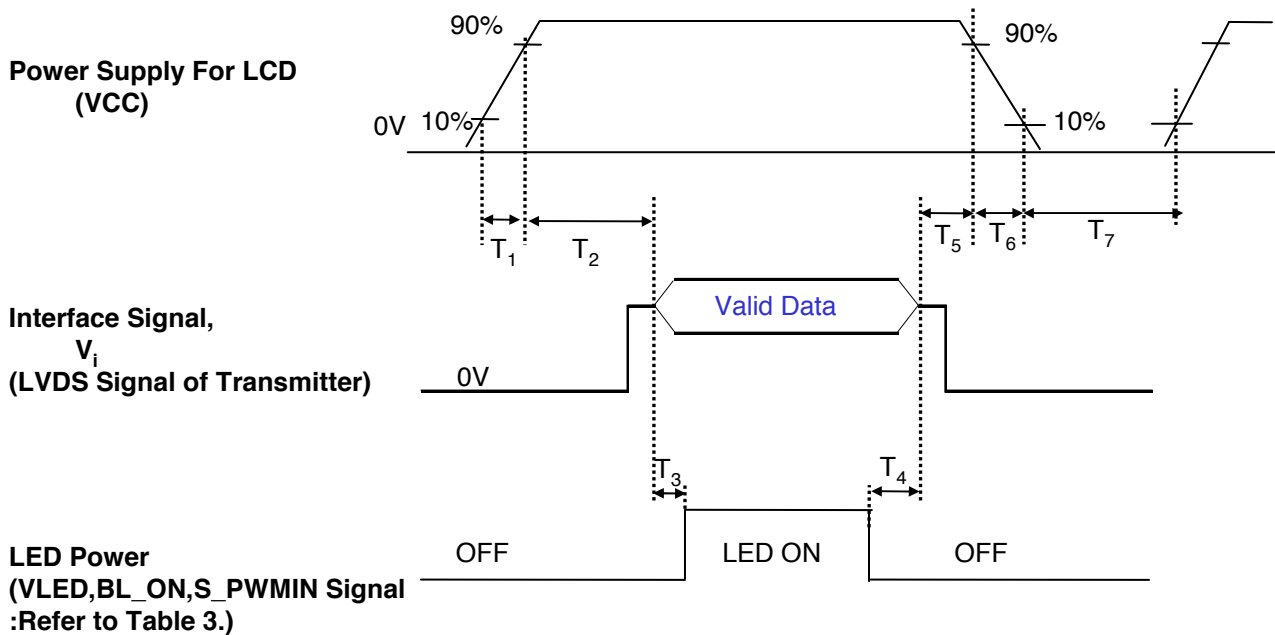 90%
90%
Power Supply For LCD
(VCC)
0V
10%
10%
T1
T2
T5
T6
T7
Valid Data
Interface Signal,
Vi
(LVDS Signal of Transmitter)
0V
T3
T4
LED Power
OFF
LED ON
OFF
(VLED,BL_ON,S_PWMIN Signal
:Refer to Table 3.)